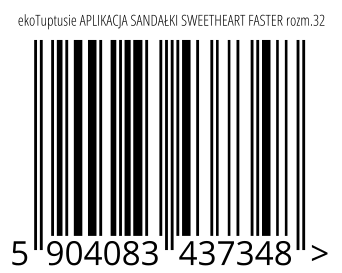 ekoTuptusie APLIKACJA SANDAŁKI SWEETHEART FASTER rozm.32
5 904083 437348 >